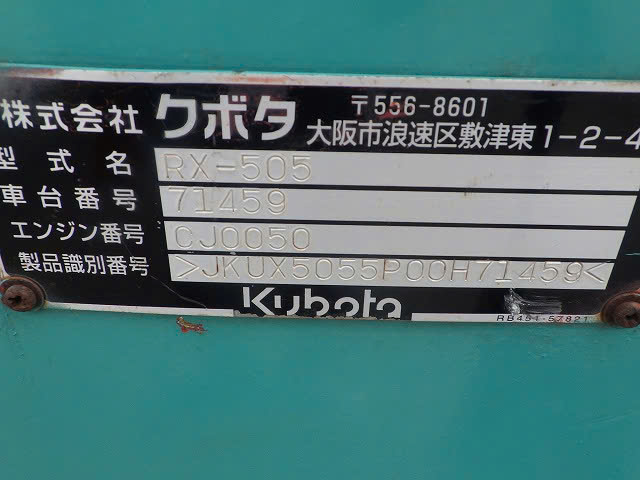 株式会社 クボタ 〒556-8601
大阪市浪速区敷津東1-2-4
型式名 RX-505
車台番号 71459
エンジン番号 CJ0050
製品識別番号 >JKUX5055P00H71459<
Kubota
RB451-57821